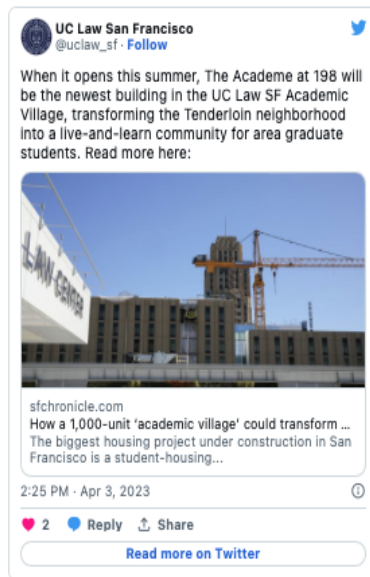 UC Law San Francisco
@uclaw_sf · Follow
When it opens this summer, The Academe at 198 will
be the newest building in the UC Law SF Academic
Village, transforming the Tenderloin neighborhood
into a live-and-learn community for area graduate
students. Read more here:
LAW CENTER
sfchronicle.com
How a 1,000-unit ‘academic village’ could transform ...
The biggest housing project under construction in San
Francisco is a student-housing...
2:25 PM · Apr 3, 2023
2 Reply Share
Read more on Twitter